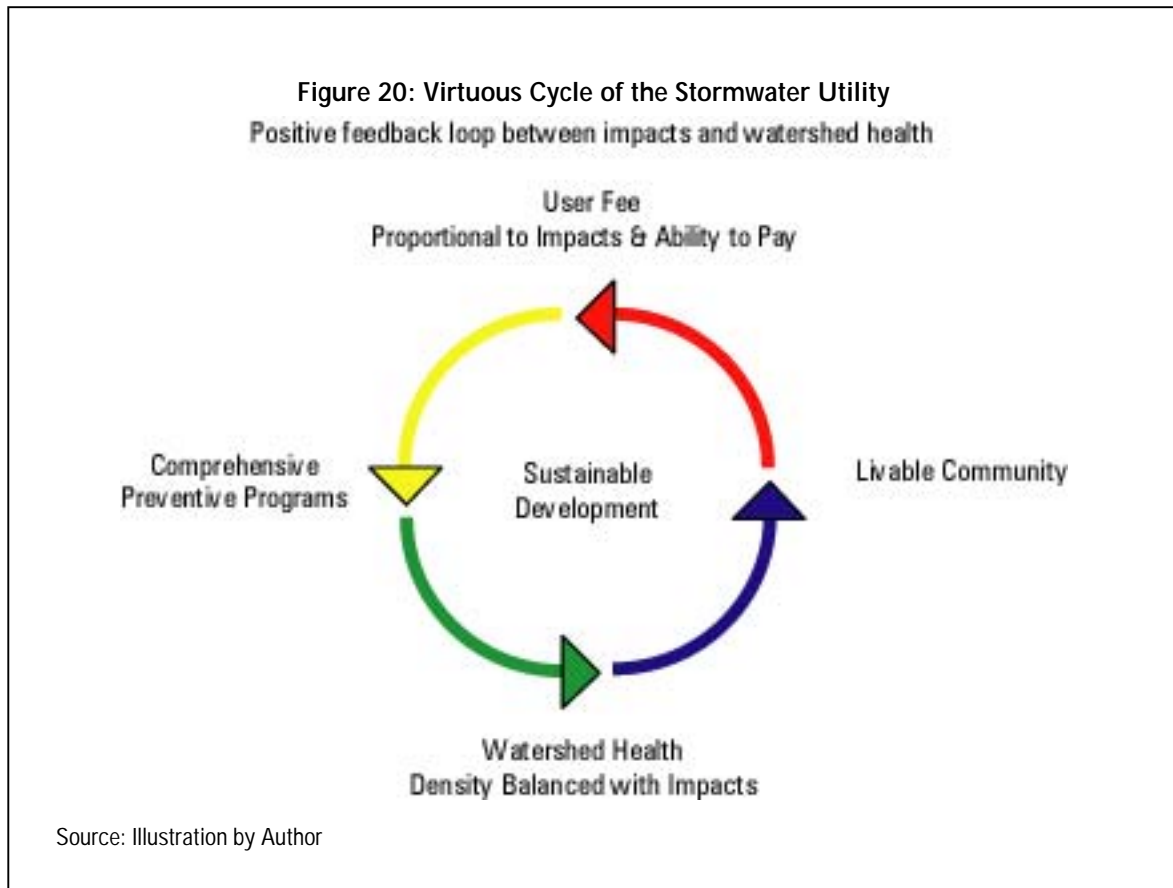 Figure 20: Virtuous Cycle of the Stormwater Utility
Positive feedback loop between impacts and watershed health
User Fee
Proportional to Impacts & Ability to Pay
Comprehensive
Preventive Programs
Sustainable
Development
Livable Community
Watershed Health
Density Balanced with Impacts
Source: Illustration by Author